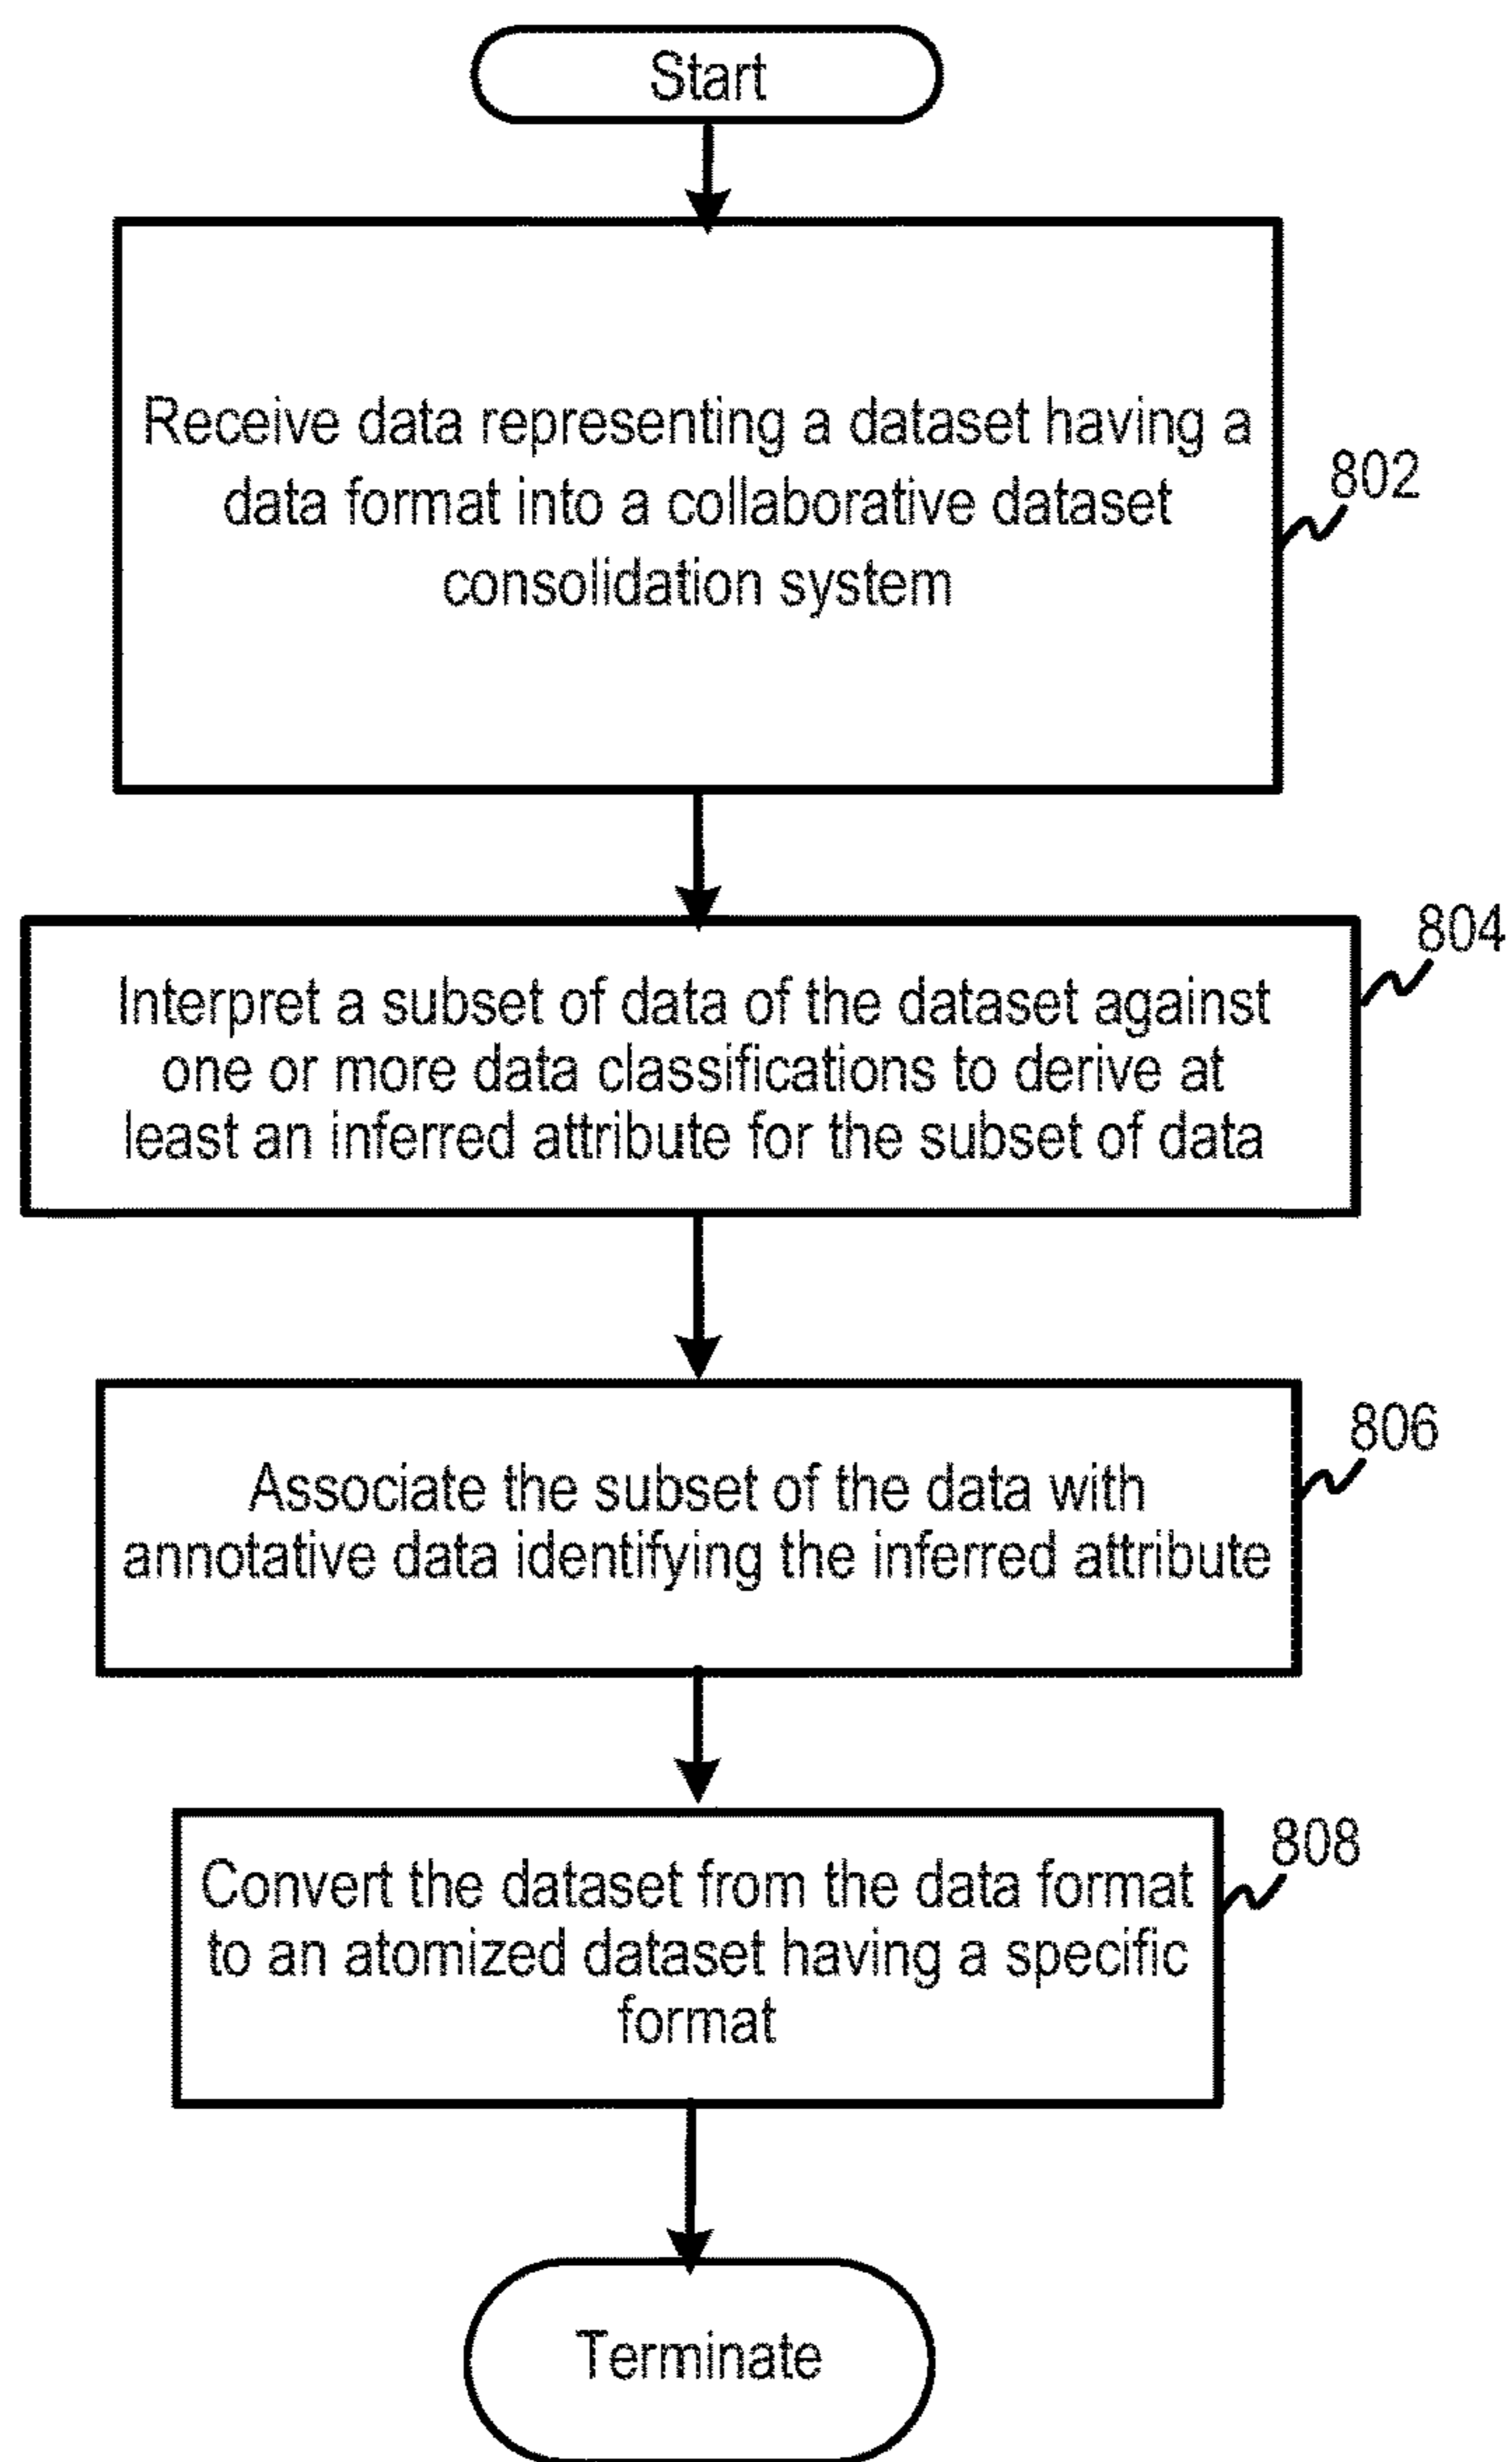 Start
Receive data representing a dataset having a
data format into a collaborative dataset
consolidation system
802
Interpret a subset of data of the dataset against
one or more data classifications to derive at
least an inferred attribute for the subset of data
804
Associate the subset of the data with
annotative data identifying the inferred attribute
806
Convert the dataset from the data format
to an atomized dataset having a specific
format
808
Terminate